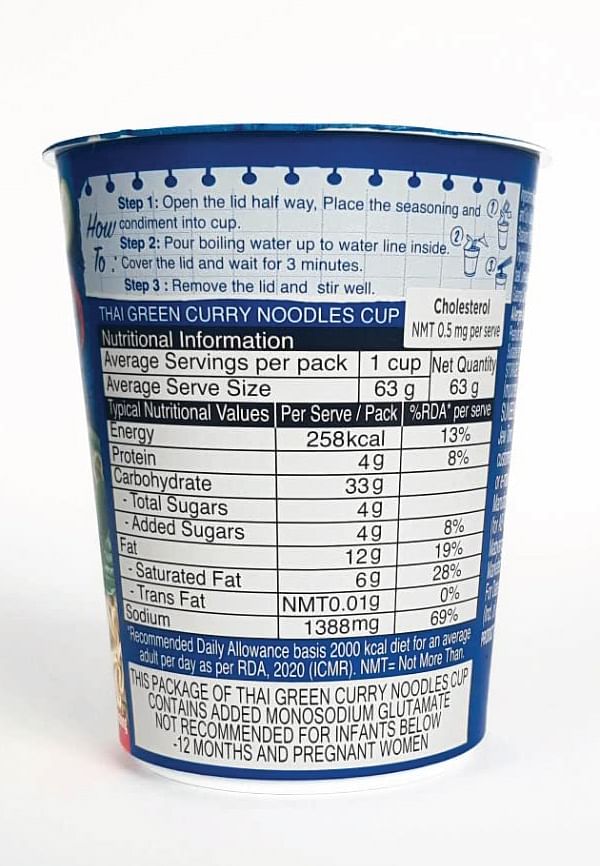 Step 1: Open the lid half way, Place the seasoning and
condiment into cup.
How To :
Step 2: Pour boiling water up to water line inside.
Cover the lid and wait for 3 minutes.
Step 3 : Remove the lid and stir well.
1
2
3
THAI GREEN CURRY NOODLES CUP
Cholesterol
NMT 0.5 mg per serve
Nutritional Information
Average Servings per pack 1 cup Net Quantity
Average Serve Size 63 g 63 g
Typical Nutritional Values Per Serve / Pack %RDA* per serve
Energy 258kcal 13%
Protein 4g 8%
Carbohydrate 33g
- Total Sugars 4g
- Added Sugars 4g 8%
Fat 12g 19%
- Saturated Fat 6g 28%
- Trans Fat NMT0.01g 0%
Sodium 1388mg 69%
*Recommended Daily Allowance basis 2000 kcal diet for an average
adult per day as per RDA, 2020 (ICMR). NMT= Not More Than.
THIS PACKAGE OF THAI GREEN CURRY NOODLES CUP
CONTAINS ADDED MONOSODIUM GLUTAMATE
NOT RECOMMENDED FOR INFANTS BELOW
-12 MONTHS AND PREGNANT WOMEN